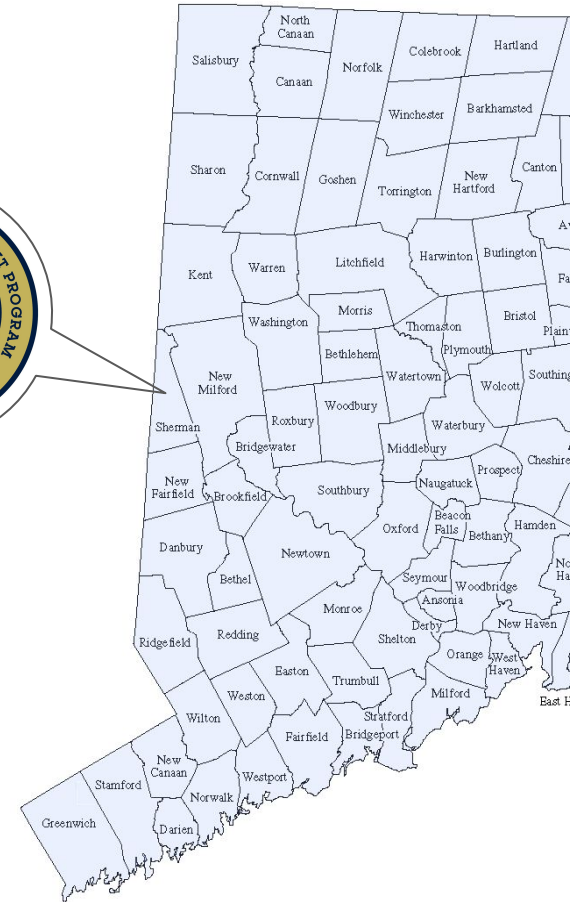 North
Canaan
Colebrook
Hartland
Salisbury
Norfolk
Canaan
Winchester
Barkhamsted
Sharon
Cornwall
Goshen
Torrington
New
Hartford
Canton
Kent
Warren
Litchfield
Harwinton
Burlington
T PROGRAM
Washington
Morris
Thomaston
Plymouth
Bristol
Bethlehem
Watertown
Wolcott
New
Milford
Roxbury
Woodbury
Waterbury
Sherman
Bridgewater
Middlebury
Cheshire
Prospect
Naugatuck
New
Fairfield
Brookfield
Southbury
Oxford
Beacon
Falls
Bethany
Hamden
Danbury
Newtown
Bethel
Seymour
Woodbridge
Ansonia
Monroe
Derby
New Haven
Ridgefield
Redding
Shelton
Orange
West
Haven
Easton
Trumbull
Weston
Milford
East H
Wilton
Stratford
Fairfield
Bridgeport
New
Canaan
Westport
Stamford
Norwalk
Greenwich
Darien